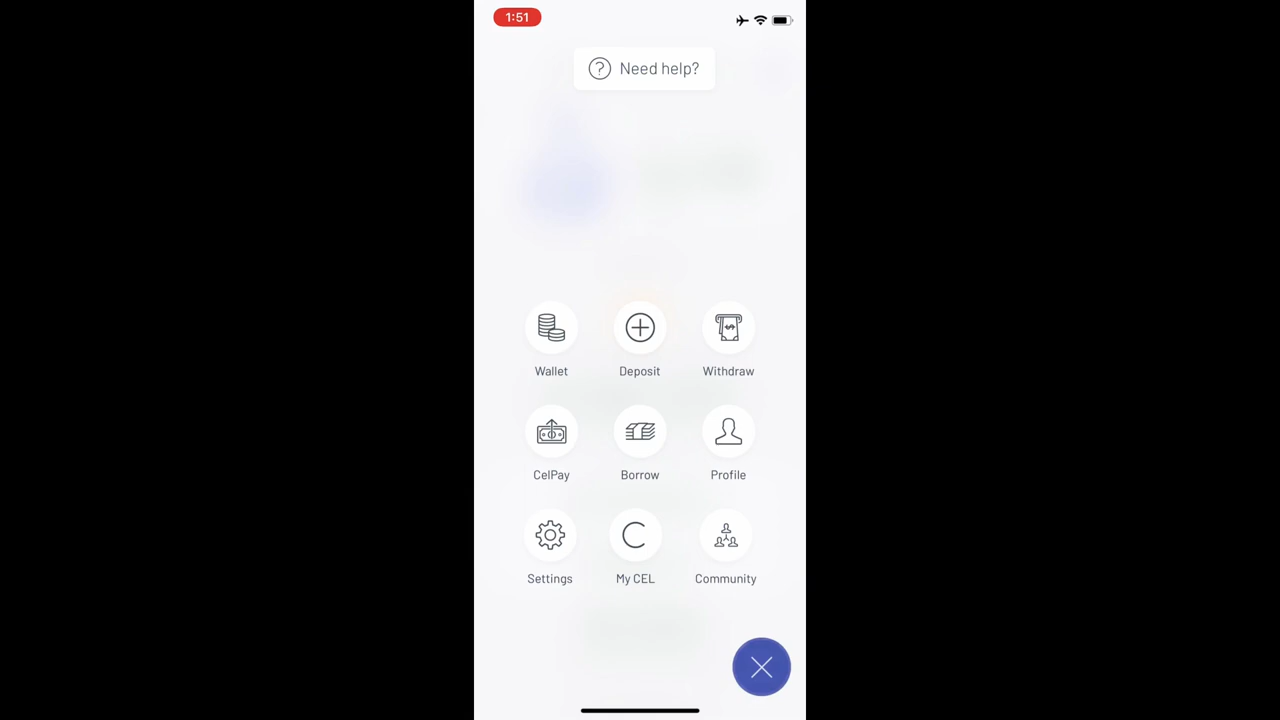 1:51
Need help?
Wallet Deposit Withdraw
CelPay Borrow Profile
Settings My CEL Community